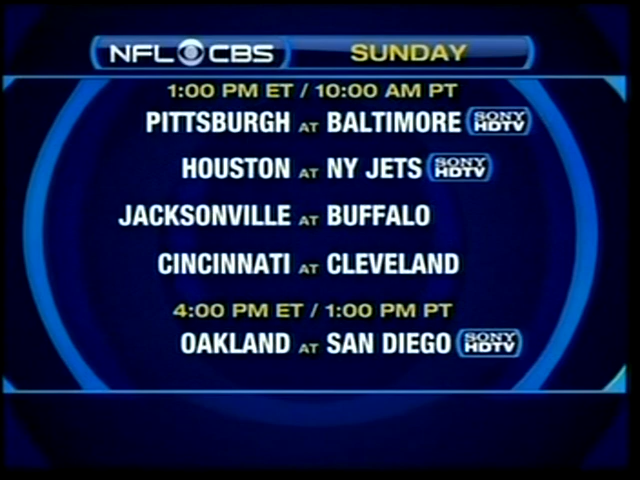 NFL CBS SUNDAY
1:00 PM ET / 10:00 AM PT
PITTSBURGH AT BALTIMORE SONY HDTV
HOUSTON AT NY JETS SONY HDTV
JACKSONVILLE AT BUFFALO
CINCINNATI AT CLEVELAND
4:00 PM ET / 1:00 PM PT
OAKLAND AT SAN DIEGO SONY HDTV